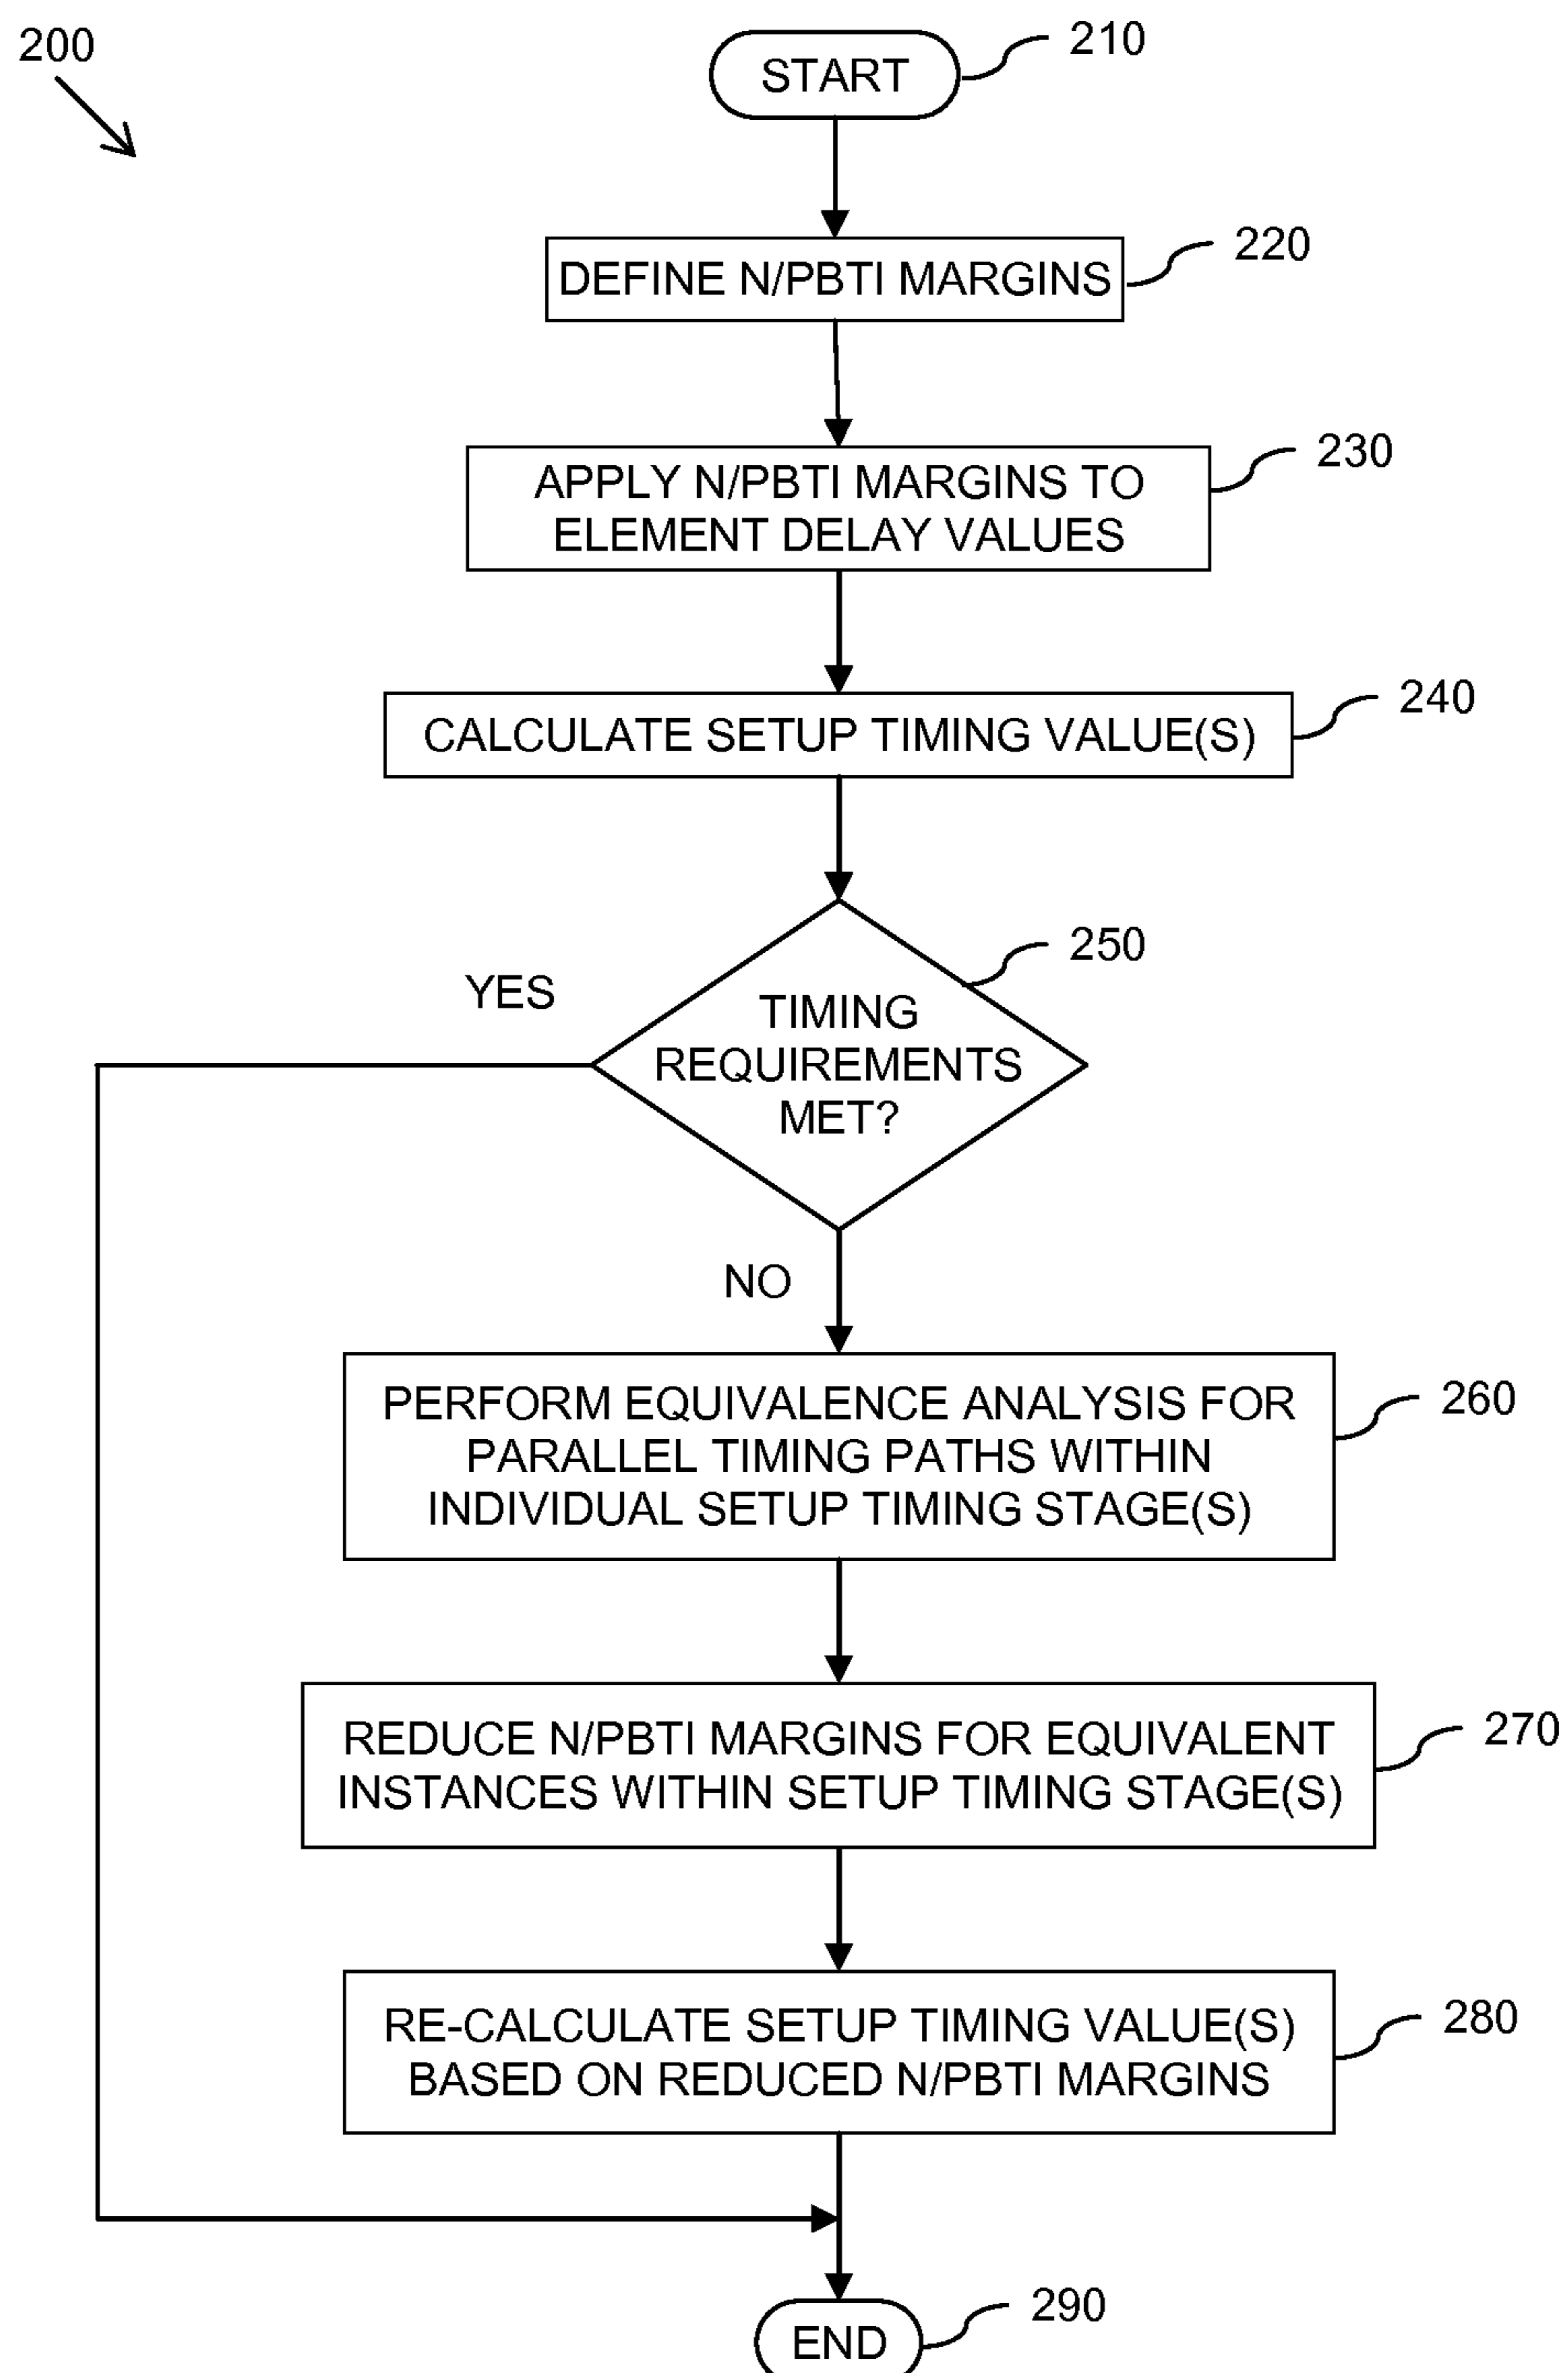 200
START
210
DEFINE N/PBTI MARGINS
220
APPLY N/PBTI MARGINS TO
ELEMENT DELAY VALUES
230
CALCULATE SETUP TIMING VALUE(S)
240
YES
TIMING
REQUIREMENTS
MET?
250
NO
PERFORM EQUIVALENCE ANALYSIS FOR
PARALLEL TIMING PATHS WITHIN
INDIVIDUAL SETUP TIMING STAGE(S)
260
REDUCE N/PBTI MARGINS FOR EQUIVALENT
INSTANCES WITHIN SETUP TIMING STAGE(S)
270
RE-CALCULATE SETUP TIMING VALUE(S)
BASED ON REDUCED N/PBTI MARGINS
280
END
290